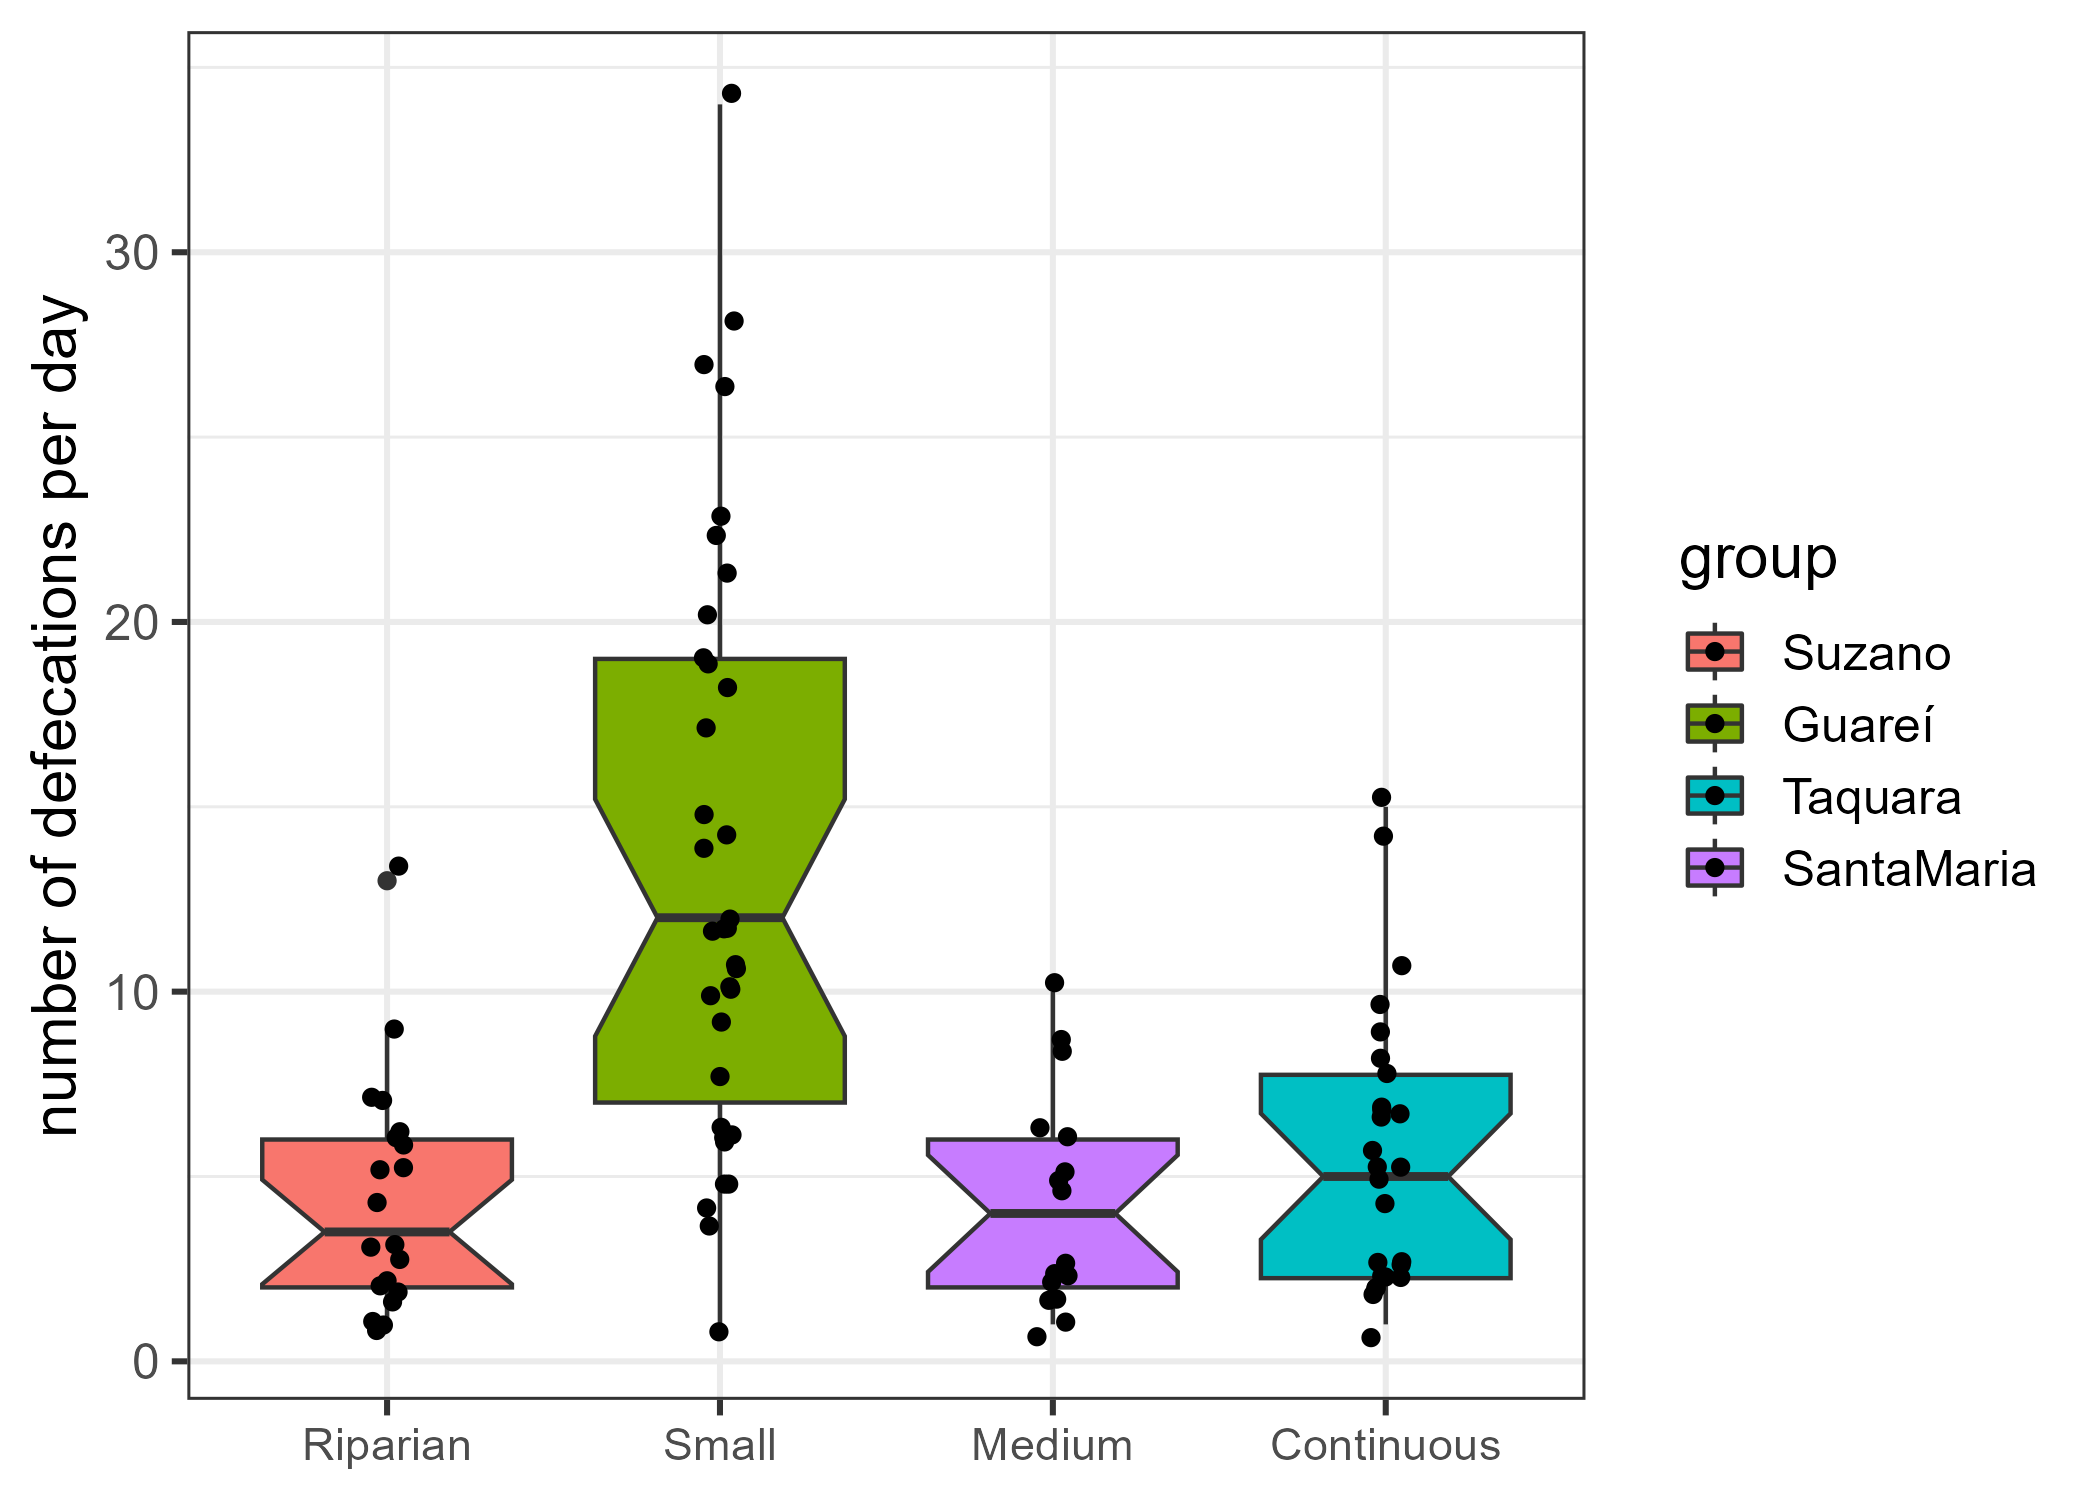 number of defecations per day
30
20
10
0
Riparian
Small
Medium
Continuous
group
Suzano
Guareí
Taquara
SantaMaria